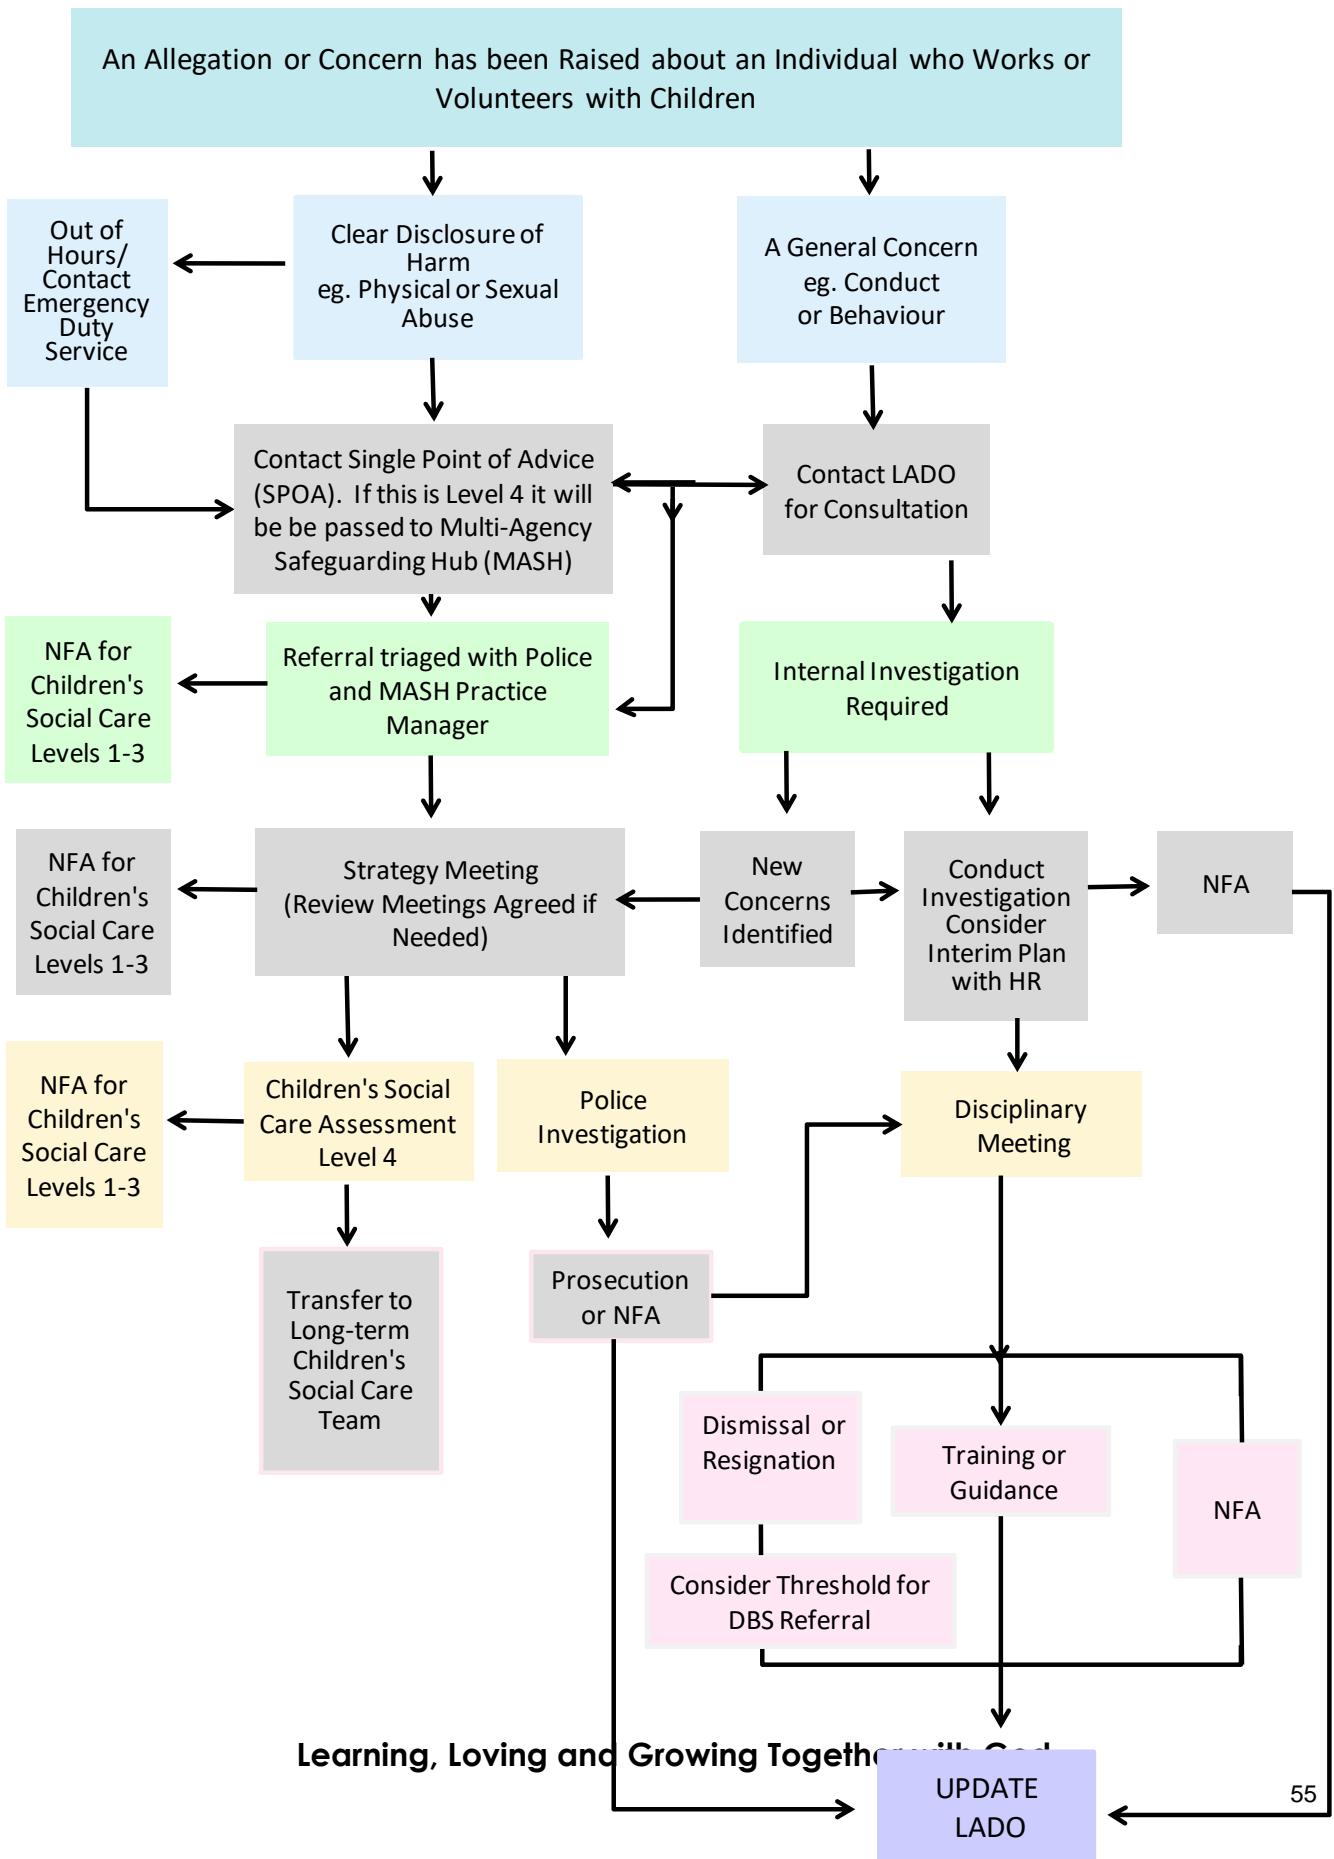 An Allegation or Concern has been Raised about an Individual who Works or
Volunteers with Children
Out of
Hours/
Contact
Emergency
Duty
Service
Clear Disclosure of
Harm
eg. Physical or Sexual
Abuse
A General Concern
eg. Conduct
or Behaviour
Contact Single Point of Advice
(SPOA). If this is Level 4 it will
be be passed to Multi-Agency
Safeguarding Hub (MASH)
Contact LADO
for Consultation
NFA for
Children's
Social Care
Levels 1-3
Referral triaged with Police
and MASH Practice
Manager
Internal Investigation
Required
NFA for
Children's
Social Care
Levels 1-3
Strategy Meeting
(Review Meetings Agreed if
Needed)
New
Concerns
Identified
Conduct
Investigation
Consider
Interim Plan
with HR
NFA
NFA for
Children's
Social Care
Levels 1-3
Children's Social
Care Assessment
Level 4
Police
Investigation
Disciplinary
Meeting
Transfer to
Long-term
Children's
Social Care
Team
Prosecution
or NFA
Dismissal or
Resignation
Training or
Guidance
NFA
Consider Threshold for
DBS Referral
Learning, Loving and Growing Together with God
UPDATE
LADO
55